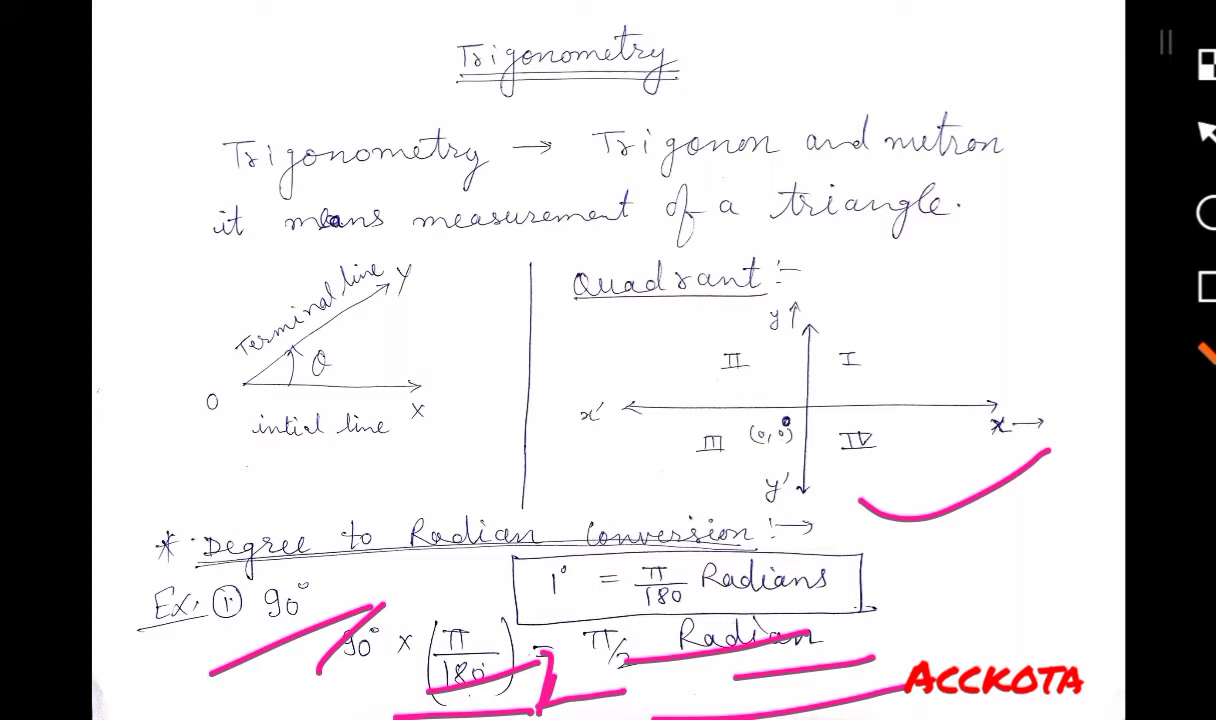 Trigonometry
Trigonometry → Trigonon and metron
it means measurement of a triangle.
Terminal line Y
θ
O
X
intial line
Quadrant :-
y ↑
II
I
x'
x →
(0,0)
III
IV
y'
* Degree to Radian Conversion :→
1° = π/180 Radians
Ex: ① 90°
90° × (π/180) = π/2 Radian
ACCKOTA